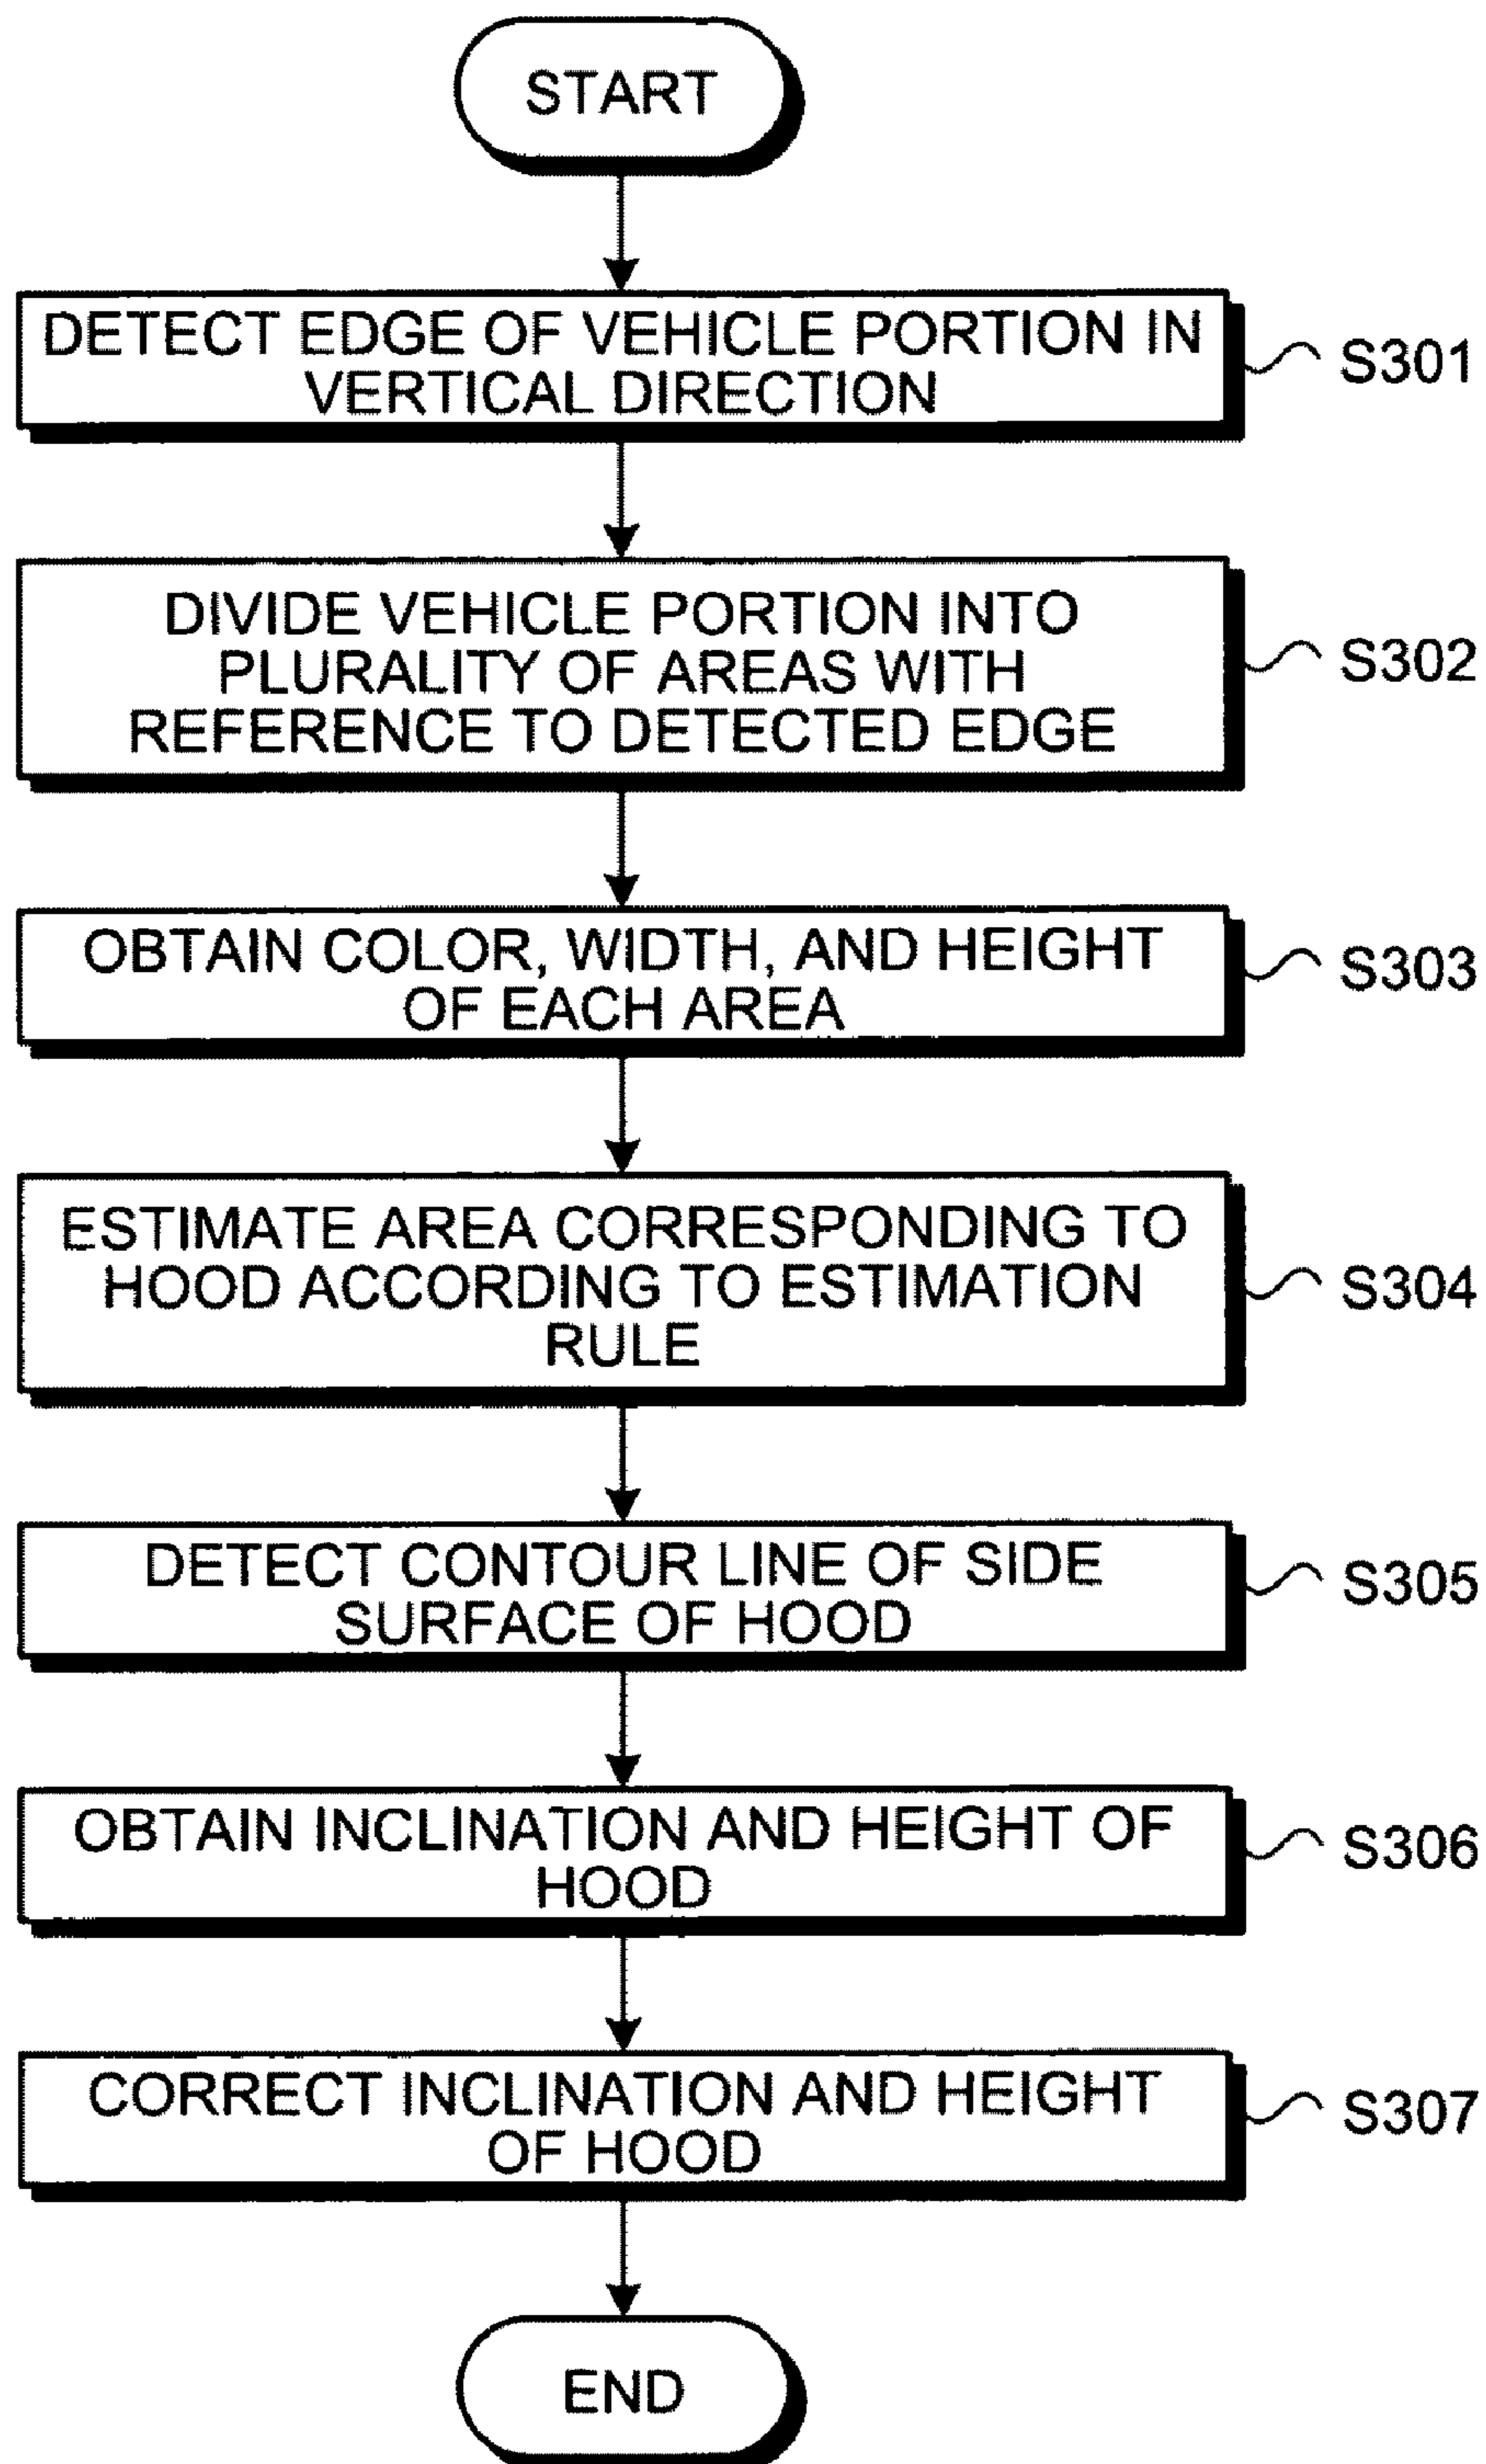 START
DETECT EDGE OF VEHICLE PORTION IN
VERTICAL DIRECTION
S301
DIVIDE VEHICLE PORTION INTO
PLURALITY OF AREAS WITH
REFERENCE TO DETECTED EDGE
S302
OBTAIN COLOR, WIDTH, AND HEIGHT
OF EACH AREA
S303
ESTIMATE AREA CORRESPONDING TO
HOOD ACCORDING TO ESTIMATION
RULE
S304
DETECT CONTOUR LINE OF SIDE
SURFACE OF HOOD
S305
OBTAIN INCLINATION AND HEIGHT OF
HOOD
S306
CORRECT INCLINATION AND HEIGHT
OF HOOD
S307
END